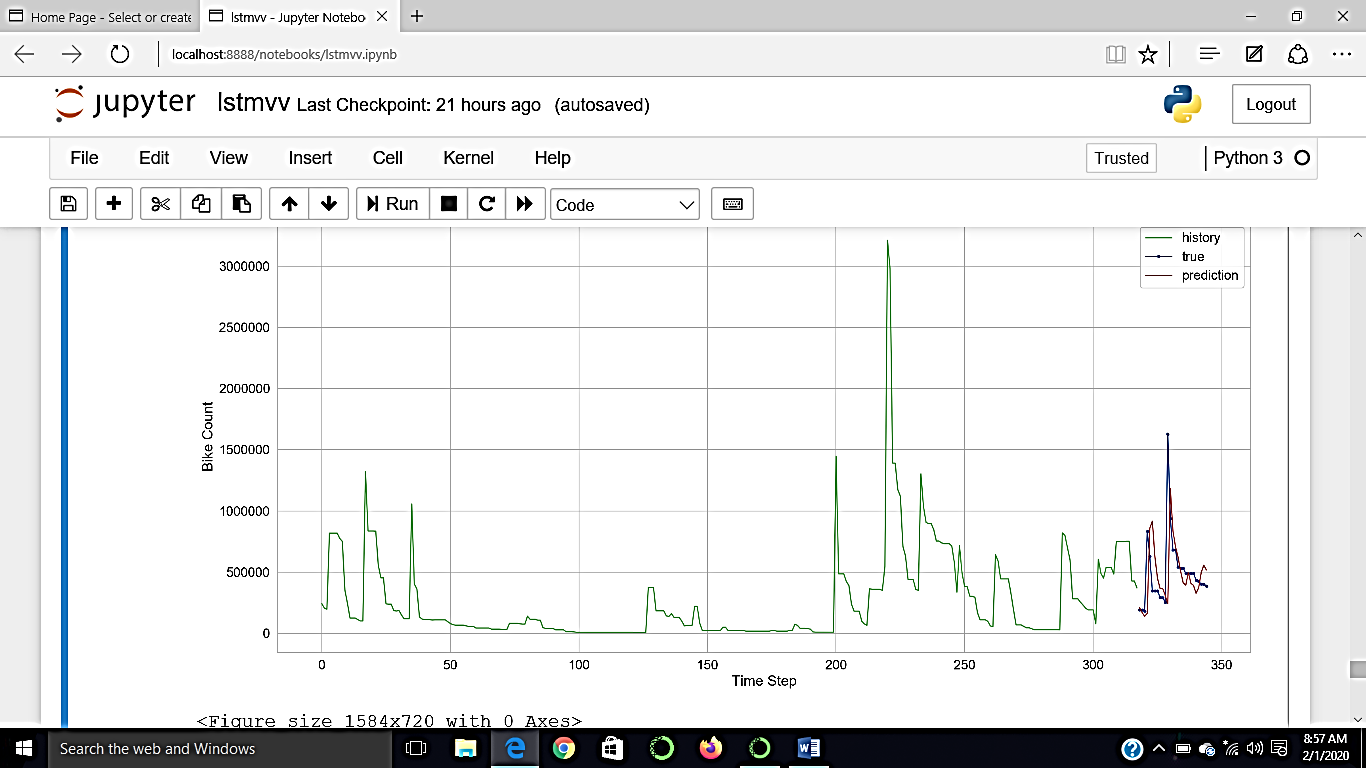 Home Page - Select or create
lstmvv - Jupyter Notebo
localhost:8888/notebooks/lstmvv.ipynb
jupyter lstmvv Last Checkpoint: 21 hours ago (autosaved)
Logout
File Edit View Insert Cell Kernel Help
Trusted
Python 3
Run
Code
history
true
prediction
3000000
2500000
2000000
1500000
1000000
500000
0
Bike Count
0 50 100 150 200 250 300 350
Time Step
<Figure size 1584x720 with 0 Axes>
Search the web and Windows
8:57 AM
2/1/2020